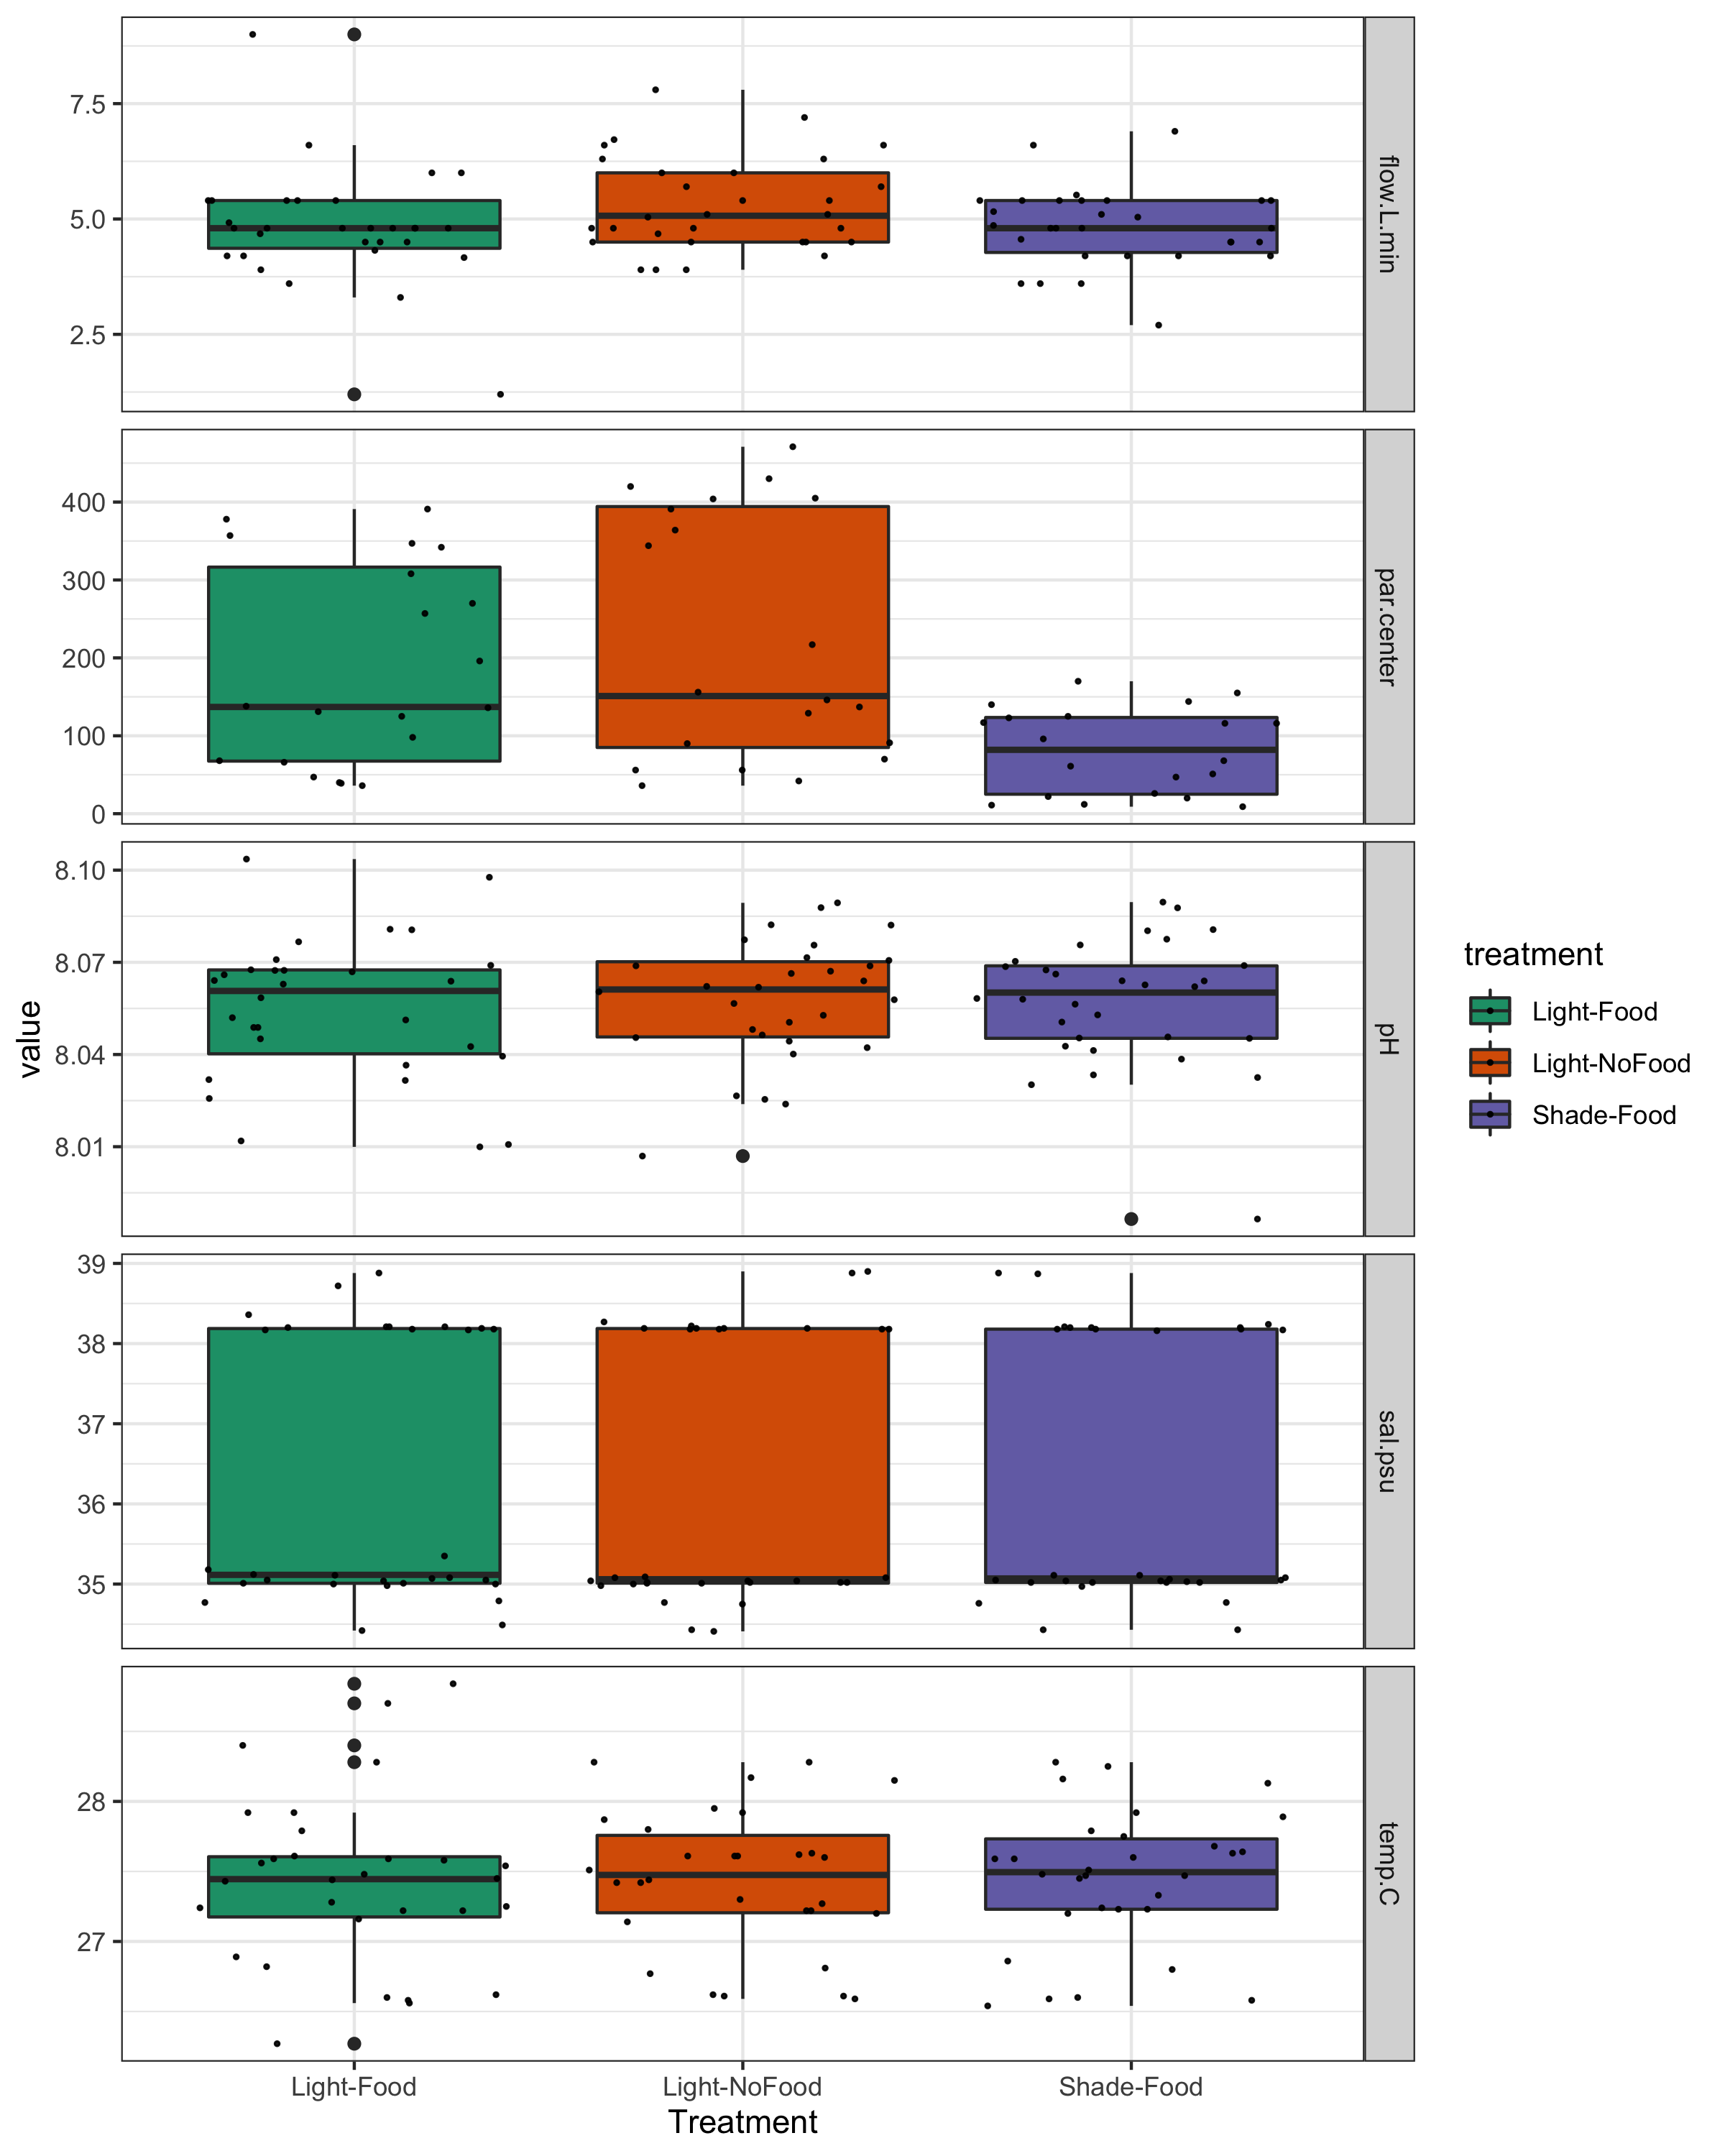 value
7.5
5.0
2.5
flow.L.min
400
300
200
100
0
par.center
8.10
8.07
8.04
8.01
pH
39
38
37
36
35
sal.psu
28
27
temp.C
Light-Food
Light-NoFood
Shade-Food
Treatment
treatment
Light-Food
Light-NoFood
Shade-Food